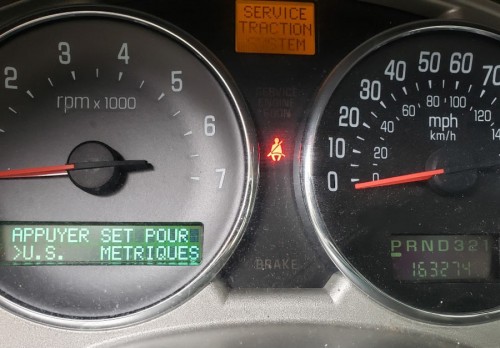 SERVICE
TRACTION
SYSTEM
2 3 4 5 6 7
rpm x 1000
APPUYER SET POUR
>U.S. METRIQUES
BRAKE
0 10 20 30 40 50 60 70
0 20 40 60 80 100 120
mph
km/h
PRND321
163274